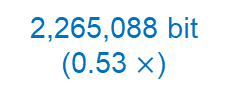 2,265,088 bit
(0.53 ×)